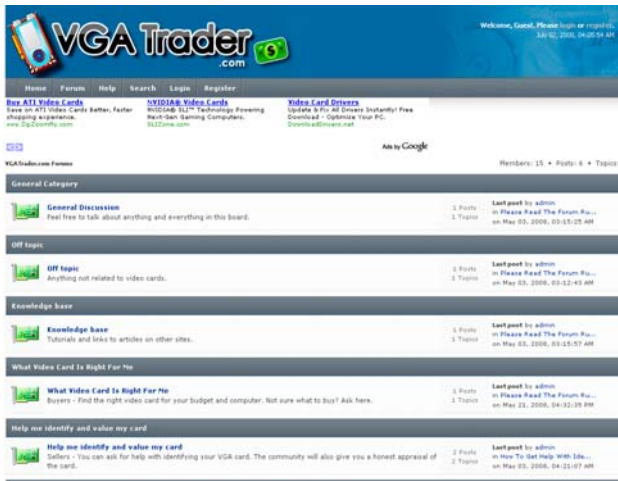 VGA Trader
.com
Welcome, Guest. Please login or register.
July 02, 2008, 04:05:54 AM
Home Forum Help Search Login Register
Buy ATI Video Cards
Save on ATI Video Cards Better, Faster
shopping experience.
www.ZipZoomfly.com
NVIDIA® Video Cards
NVIDIA® SLI™ Technology Powering
Next-Gen Gaming Computers.
SLIZone.com
Video Card Drivers
Update & Fix All Drivers Instantly! Free
Download - Optimize Your PC.
DownloadDrivers.net
Ads by Google
VGATrader.com Forums
Members: 15 • Posts: 6 • Topics
General Category
General Discussion
Feel free to talk about anything and everything in this board.
1 Posts
1 Topics
Last post by admin
in Please Read The Forum Ru...
on May 03, 2008, 03:15:25 AM
Off topic
Off topic
Anything not related to video cards.
1 Posts
1 Topics
Last post by admin
in Please Read The Forum Ru...
on May 03, 2008, 03:12:43 AM
Knowledge base
Knowledge base
Tutorials and links to articles on other sites.
1 Posts
1 Topics
Last post by admin
in Please Read The Forum Ru...
on May 03, 2008, 03:15:57 AM
What Video Card Is Right For Me
What Video Card Is Right For Me
Buyers - Find the right video card for your budget and computer. Not sure what to buy? Ask here.
1 Posts
1 Topics
Last post by admin
in Please Read The Forum Ru...
on May 21, 2008, 04:32:35 PM
Help me identify and value my card
Help me identify and value my card
Sellers - You can ask for help with identifying your VGA card. The community will also give you a honest appraisal of
the card.
2 Posts
2 Topics
Last post by admin
in How To Get Help With Ide...
on May 03, 2008, 04:21:07 AM